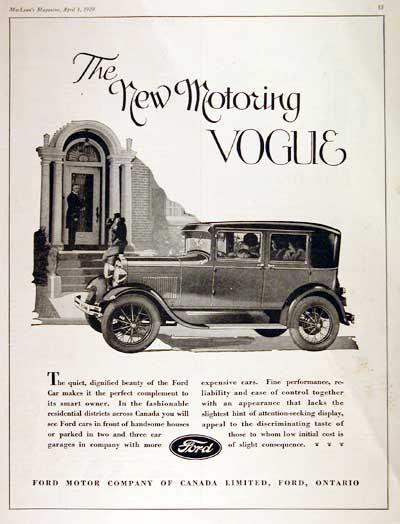 MacLean's Magazine, April 1, 1929
53
The
New Motoring
VOGUE
The quiet, dignified beauty of the Ford
Car makes it the perfect complement to
its smart owner. In the fashionable
residential districts across Canada you will
see Ford cars in front of handsome houses
or parked in two and three car
garages in company with more
expensive cars. Fine performance, re-
liability and ease of control together
with an appearance that lacks the
slightest hint of attention-seeking display,
appeal to the discriminating taste of
those to whom low initial cost is
of slight consequence.
Ford
FORD MOTOR COMPANY OF CANADA LIMITED, FORD, ONTARIO